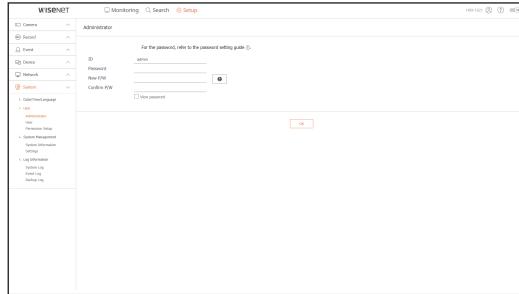 WISENET
Monitoring
Search
Setup
Camera
Record
Event
Device
Network
System
Date/Time/Language
User
Administrator
User
Permission Setup
System Management
System Information
Settings
Log Information
System Log
Event Log
Backup Log
Administrator
For the password, refer to the password setting guide
ID
admin
Password
New P/W
Confirm P/W
View password
OK